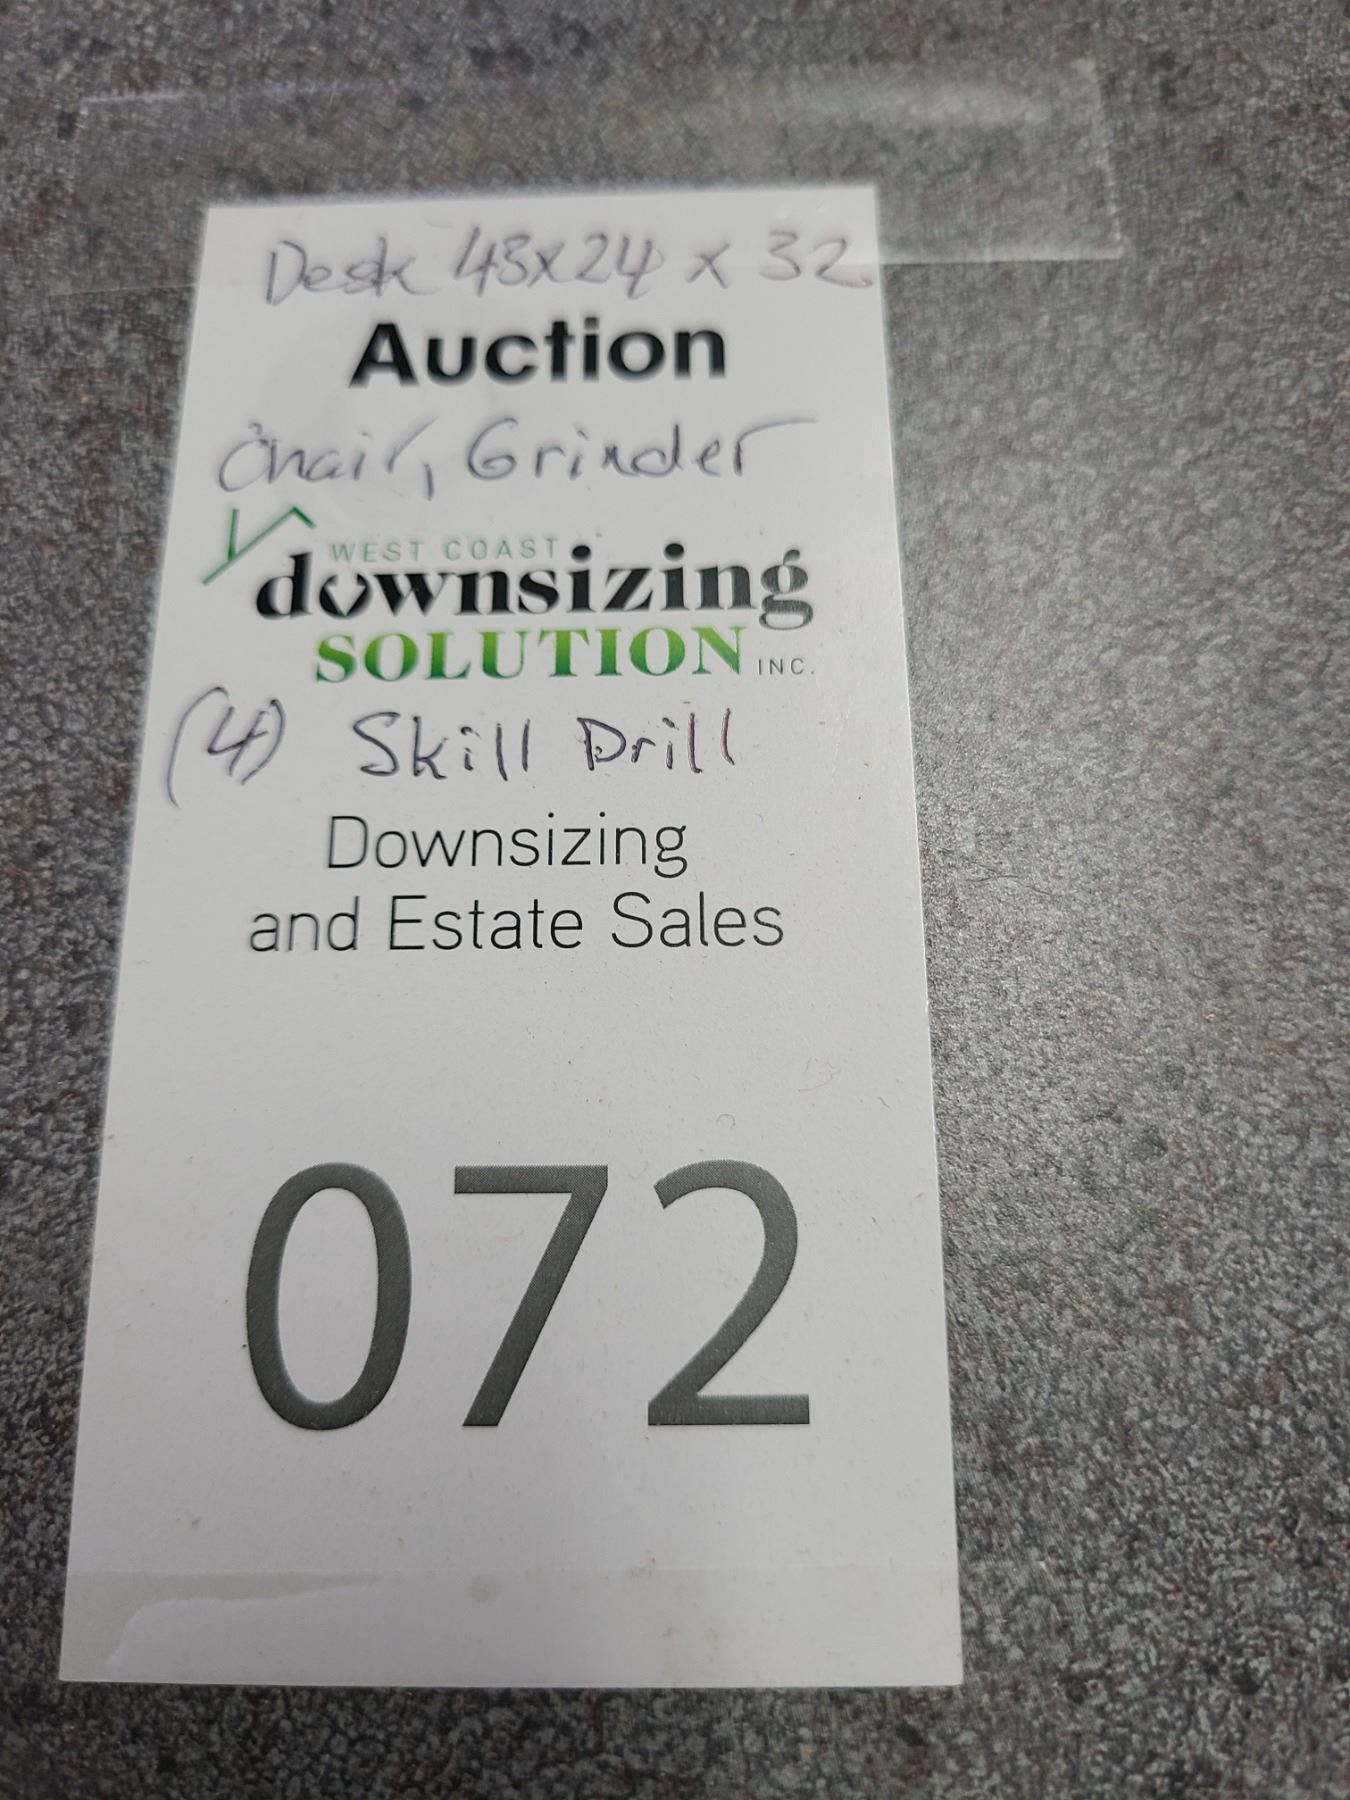 Desk 48x24 x 32
Auction
Chair, Grinder
WEST COAST
downsizing
SOLUTION INC.
(4) Skill Drill
Downsizing
and Estate Sales
072